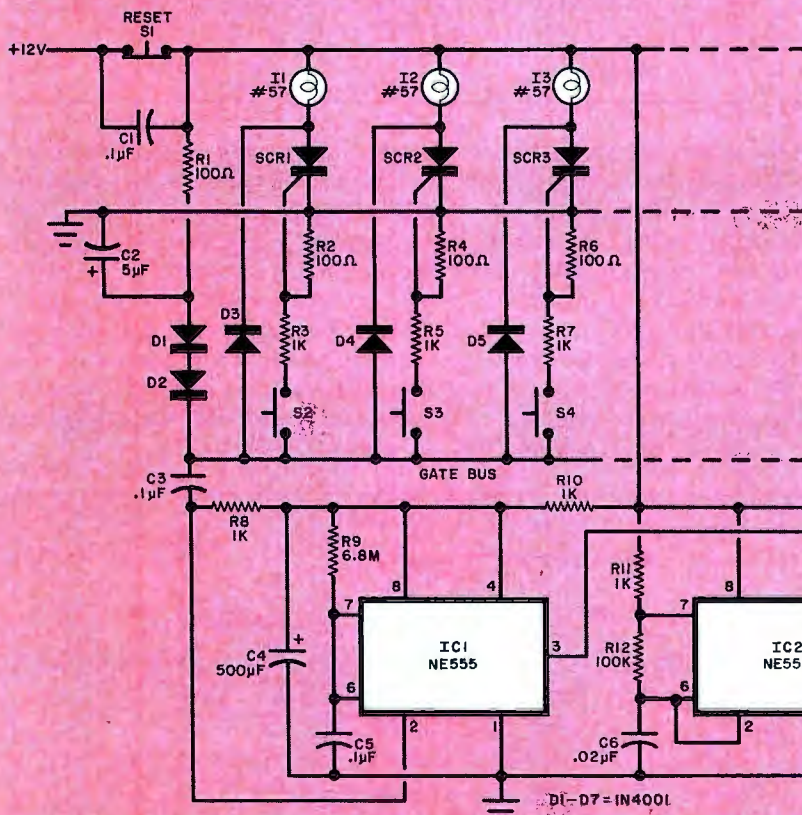 RESET
S1
+12V
I1
#57
I2
#57
I3
#57
C1
.1µF
R1
100Ω
SCR1
SCR2
SCR3
C2
5µF
+
R2
100Ω
R4
100Ω
R6
100Ω
D1
D2
D3
R3
1K
D4
R5
1K
D5
R7
1K
S2
S3
S4
GATE BUS
C3
.1µF
R8
1K
R10
1K
R9
6.8M
8
4
R11
1K
8
7
7
C4
500µF
+
IC1
NE555
3
R12
100K
IC2
NE55
6
6
2
1
2
C5
.1µF
C6
.02µF
D1-D7=1N4001